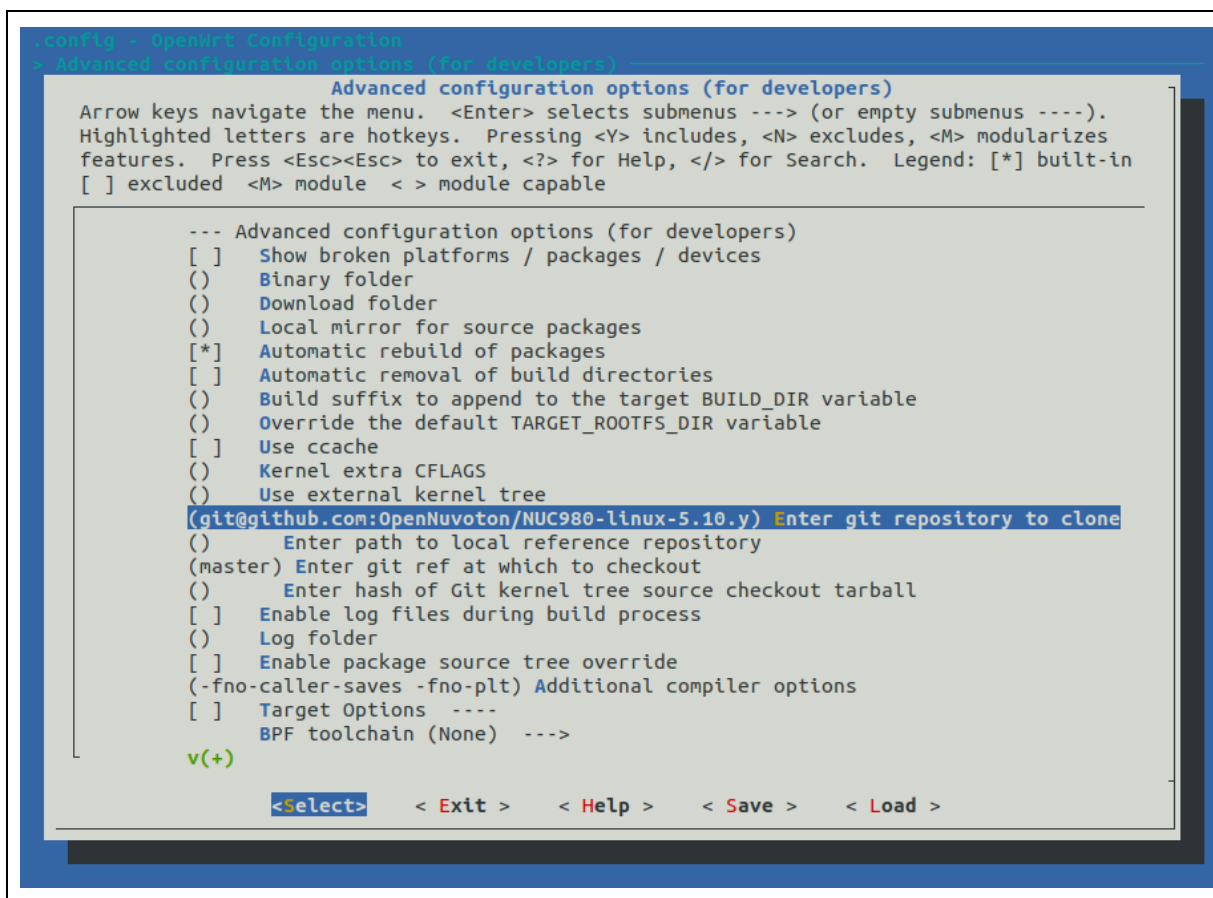 .config - OpenWrt Configuration
> Advanced configuration options (for developers)
Advanced configuration options (for developers)
Arrow keys navigate the menu.  <Enter> selects submenus ---> (or empty submenus ----).
Highlighted letters are hotkeys.  Pressing <Y> includes, <N> excludes, <M> modularizes
features.  Press <Esc><Esc> to exit, <?> for Help, </> for Search.  Legend: [*] built-in
[ ] excluded  <M> module  < > module capable
--- Advanced configuration options (for developers)
[ ]   Show broken platforms / packages / devices
()    Binary folder
()    Download folder
()    Local mirror for source packages
[*]   Automatic rebuild of packages
[ ]   Automatic removal of build directories
()    Build suffix to append to the target BUILD_DIR variable
()    Override the default TARGET_ROOTFS_DIR variable
[ ]   Use ccache
()    Kernel extra CFLAGS
()    Use external kernel tree
(git@github.com:OpenNuvoton/NUC980-linux-5.10.y) Enter git repository to clone
()      Enter path to local reference repository
(master) Enter git ref at which to checkout
()      Enter hash of Git kernel tree source checkout tarball
[ ]   Enable log files during build process
()    Log folder
[ ]   Enable package source tree override
(-fno-caller-saves -fno-plt) Additional compiler options
[ ]   Target Options  ----
BPF toolchain (None)  --->
v(+)
<Select>    < Exit >    < Help >    < Save >    < Load >